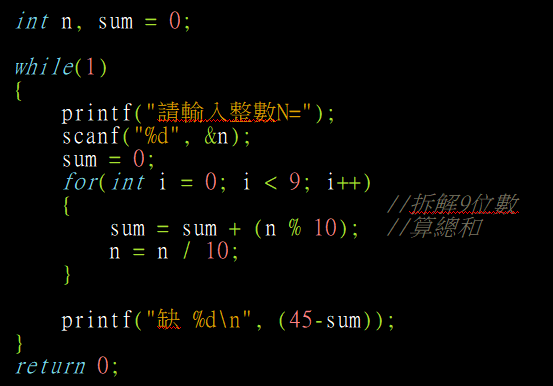 int n, sum = 0;
while(1)
{
printf("請輸入整數N=");
scanf("%d", &n);
sum = 0;
for(int i = 0; i < 9; i++)
{ //拆解9位數
sum = sum + (n % 10); //算總和
n = n / 10;
}
printf("缺 %d\n", (45-sum));
}
return 0;